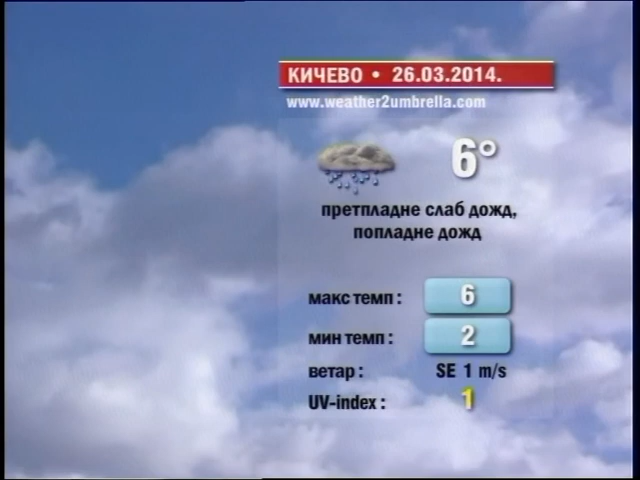 КИЧЕВО • 26.03.2014.
www.weather2umbrella.com
6°
претпладне слаб дожд,
попладне дожд
макс темп : 6
мин темп : 2
ветар : SE 1 m/s
UV-index : 1